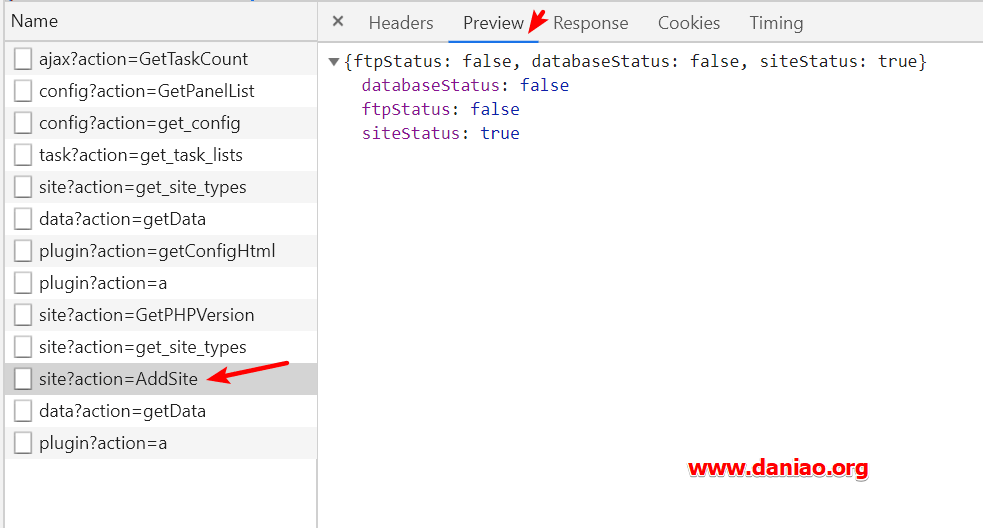 Name
ajax?action=GetTaskCount
config?action=GetPanelList
config?action=get_config
task?action=get_task_lists
site?action=get_site_types
data?action=getData
plugin?action=getConfigHtml
plugin?action=a
site?action=GetPHPVersion
site?action=get_site_types
site?action=AddSite
data?action=getData
plugin?action=a
× Headers Preview Response Cookies Timing
▼{ftpStatus: false, databaseStatus: false, siteStatus: true}
databaseStatus: false
ftpStatus: false
siteStatus: true
www.daniao.org